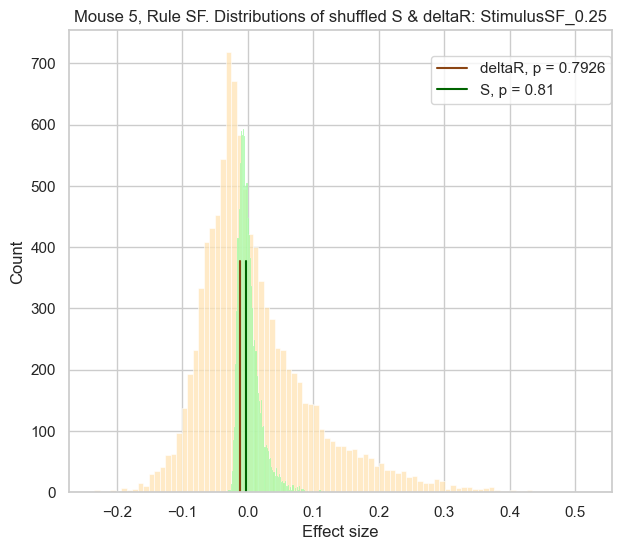 Mouse 5, Rule SF. Distributions of shuffled S & deltaR: StimulusSF_0.25
deltaR, p = 0.7926
S, p = 0.81
700
600
500
400
300
200
100
0
Count
−0.2 −0.1 0.0 0.1 0.2 0.3 0.4 0.5
Effect size